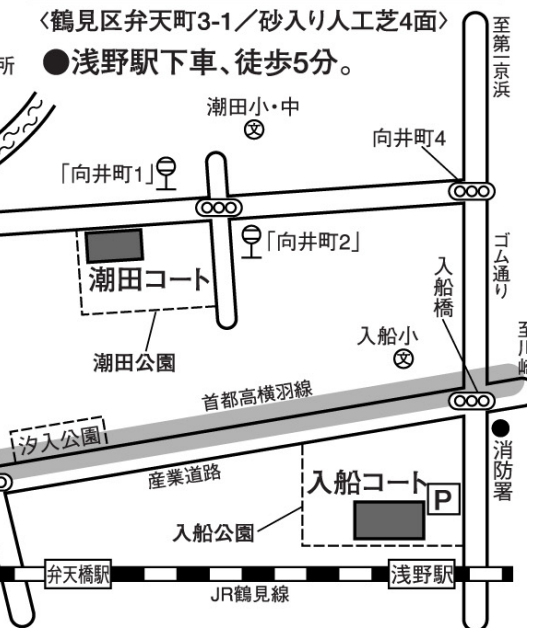 〈鶴見区弁天町3-1／砂入り人工芝4面〉
所 ●浅野駅下車、徒歩5分。
至第一京浜
潮田小・中
文
向井町4
「向井町1」
「向井町2」
潮田コート
ゴム通り
入船橋
潮田公園
入船小
文
至川崎
首都高横羽線
汐入公園
産業道路
消防署
入船コート
P
入船公園
弁天橋駅
浅野駅
JR鶴見線